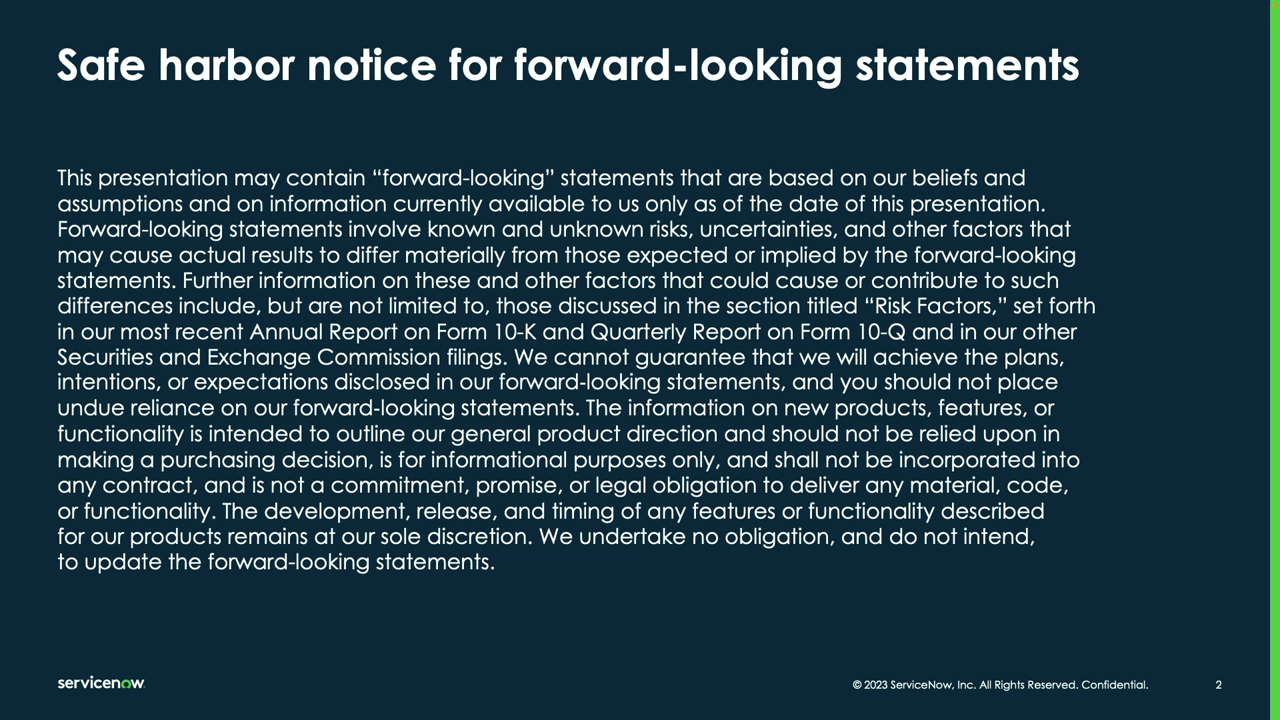 Safe harbor notice for forward-looking statements
This presentation may contain “forward-looking” statements that are based on our beliefs and
assumptions and on information currently available to us only as of the date of this presentation.
Forward-looking statements involve known and unknown risks, uncertainties, and other factors that
may cause actual results to differ materially from those expected or implied by the forward-looking
statements. Further information on these and other factors that could cause or contribute to such
differences include, but are not limited to, those discussed in the section titled “Risk Factors,” set forth
in our most recent Annual Report on Form 10-K and Quarterly Report on Form 10-Q and in our other
Securities and Exchange Commission filings. We cannot guarantee that we will achieve the plans,
intentions, or expectations disclosed in our forward-looking statements, and you should not place
undue reliance on our forward-looking statements. The information on new products, features, or
functionality is intended to outline our general product direction and should not be relied upon in
making a purchasing decision, is for informational purposes only, and shall not be incorporated into
any contract, and is not a commitment, promise, or legal obligation to deliver any material, code,
or functionality. The development, release, and timing of any features or functionality described
for our products remains at our sole discretion. We undertake no obligation, and do not intend,
to update the forward-looking statements.
servicenow © 2023 ServiceNow, Inc. All Rights Reserved. Confidential. 2